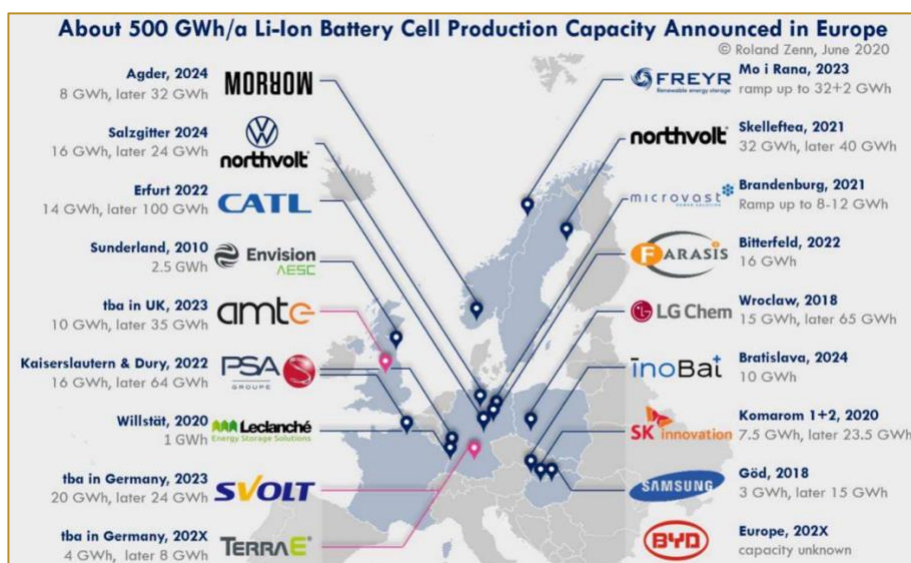 About 500 GWh/a Li-Ion Battery Cell Production Capacity Announced in Europe
© Roland Zenn, June 2020
Agder, 2024
8 GWh, later 32 GWh
MORROW
Salzgitter 2024
16 GWh, later 24 GWh
northvolt
Erfurt 2022
14 GWh, later 100 GWh
CATL
Sunderland, 2010
2.5 GWh
Envision
AESC
tba in UK, 2023
10 GWh, later 35 GWh
amte
Kaiserslautern & Dury, 2022
16 GWh, later 64 GWh
PSA
GROUPE
Willstät, 2020
1 GWh
Leclanché
Energy Storage Solutions
tba in Germany, 2023
20 GWh, later 24 GWh
SVOLT
tba in Germany, 202X
4 GWh, later 8 GWh
TERRAE
FREYR
Renewable energy storage
Mo i Rana, 2023
ramp up to 32+2 GWh
northvolt
Skelleftea, 2021
32 GWh, later 40 GWh
microvast
POWER SOLUTION
Brandenburg, 2021
Ramp up to 8-12 GWh
FARASIS
Bitterfeld, 2022
16 GWh
LG Chem
Wroclaw, 2018
15 GWh, later 65 GWh
inoBat
Bratislava, 2024
10 GWh
SK innovation
Komarom 1+2, 2020
7.5 GWh, later 23.5 GWh
SAMSUNG
Göd, 2018
3 GWh, later 15 GWh
BYD
Europe, 202X
capacity unknown